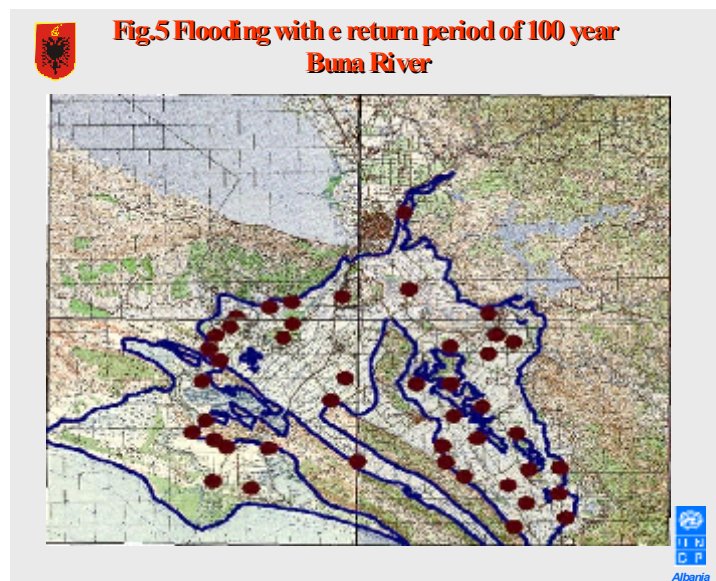 Fig.5 Flooding with e return period of 100 year
Buna River
U N
D P
Albania